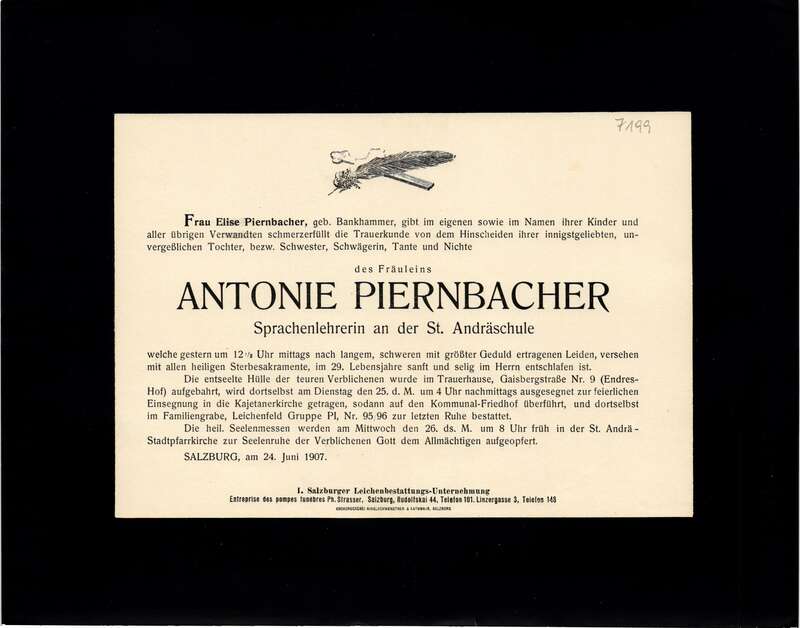 7199
Frau Elise Piernbacher, geb. Bankhammer, gibt im eigenen sowie im Namen ihrer Kinder und
aller übrigen Verwandten schmerzerfüllt die Trauerkunde von dem Hinscheiden ihrer innigstgeliebten, un-
vergeßlichen Tochter, bezw. Schwester, Schwägerin, Tante und Nichte
des Fräuleins
ANTONIE PIERNBACHER
Sprachenlehrerin an der St. Andräschule
welche gestern um 12 1/2 Uhr mittags nach langem, schweren mit größter Geduld ertragenen Leiden, versehen
mit allen heiligen Sterbesakramente, im 29. Lebensjahre sanft und selig im Herrn entschlafen ist.
Die entseelte Hülle der teuren Verblichenen wurde im Trauerhause, Gaisbergstraße Nr. 9 (Endres-
Hof) aufgebahrt, wird dortselbst am Dienstag den 25. d. M. um 4 Uhr nachmittags ausgesegnet zur feierlichen
Einsegnung in die Kajetanerkirche getragen, sodann auf den Kommunal-Friedhof überführt, und dortselbst
im Familiengrabe, Leichenfeld Gruppe PI, Nr. 95/96 zur letzten Ruhe bestattet.
Die heil. Seelenmessen werden am Mittwoch den 26. ds. M. um 8 Uhr früh in der St. Andrä-
Stadtpfarrkirche zur Seelenruhe der Verblichenen Gott dem Allmächtigen aufgeopfert.
SALZBURG, am 24. Juni 1907.
I. Salzburger Leichenbestattungs-Unternehmung
Entreprise des pompes funèbres Ph. Strasser, Salzburg, Rudolfskai 44, Telefon 101. Linzergasse 3, Telefon 148
SALZBURG